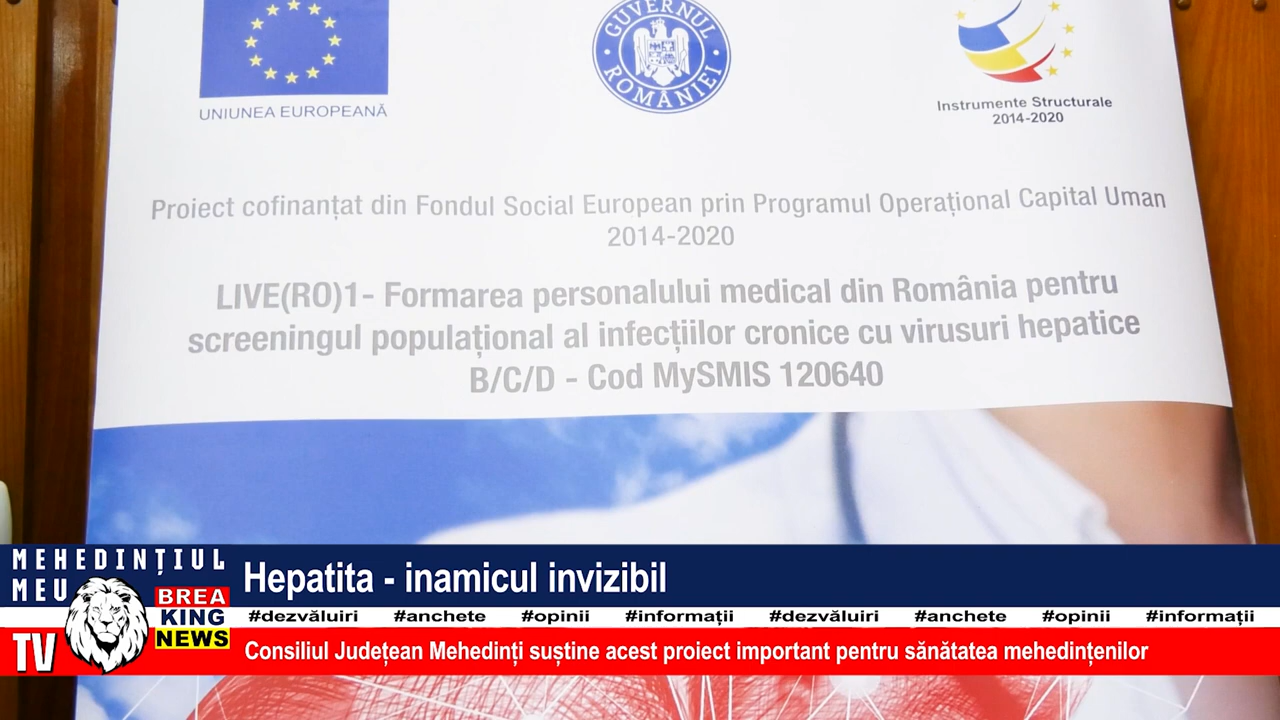 UNIUNEA EUROPEANĂ
GUVERNUL ROMÂNIEI
Instrumente Structurale
2014-2020
Proiect cofinanțat din Fondul Social European prin Programul Operațional Capital Uman
2014-2020
LIVE(RO)1- Formarea personalului medical din România pentru
screeningul populațional al infecțiilor cronice cu virusuri hepatice
B/C/D - Cod MySMIS 120640
MEHEDINȚIUL
MEU
TV
BREA
KING
NEWS
Hepatita - inamicul invizibil
#dezvăluiri #anchete #opinii #informații #dezvăluiri #anchete #opinii #informații
Consiliul Județean Mehedinți suștine acest proiect important pentru sănătatea mehedințenilor